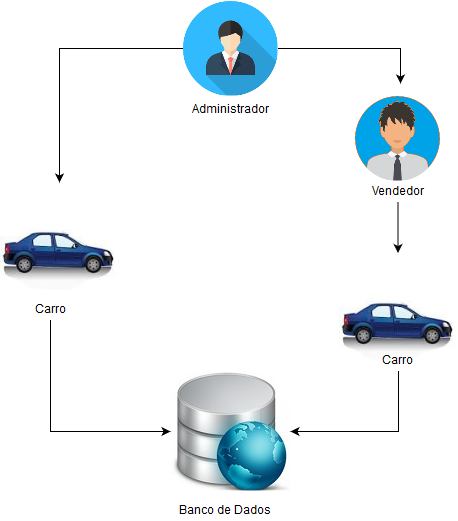 Administrador
Vendedor
Carro
Carro
Banco de Dados